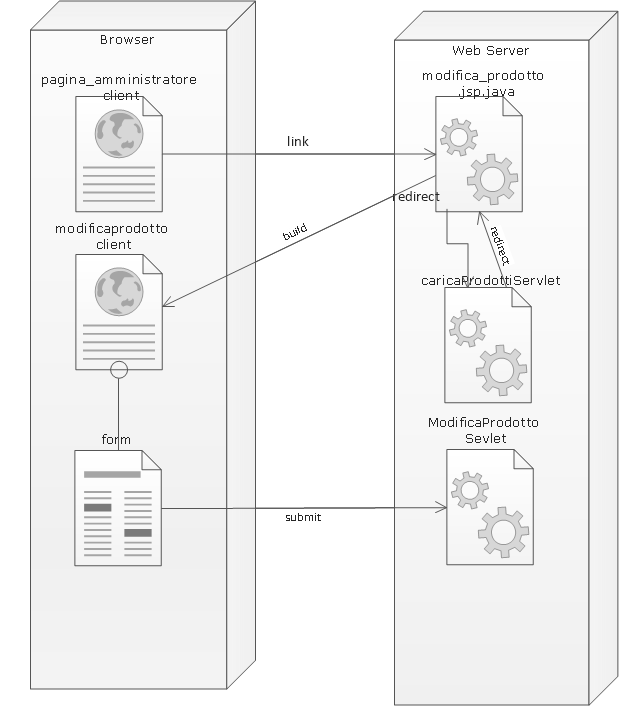 Browser
Web Server
pagina_amministratore
client
modifica_prodotto
.jsp.java
link
redirect
build
redirect
modificaprodotto
client
caricaProdottiServlet
form
ModificaProdotto
Sevlet
submit